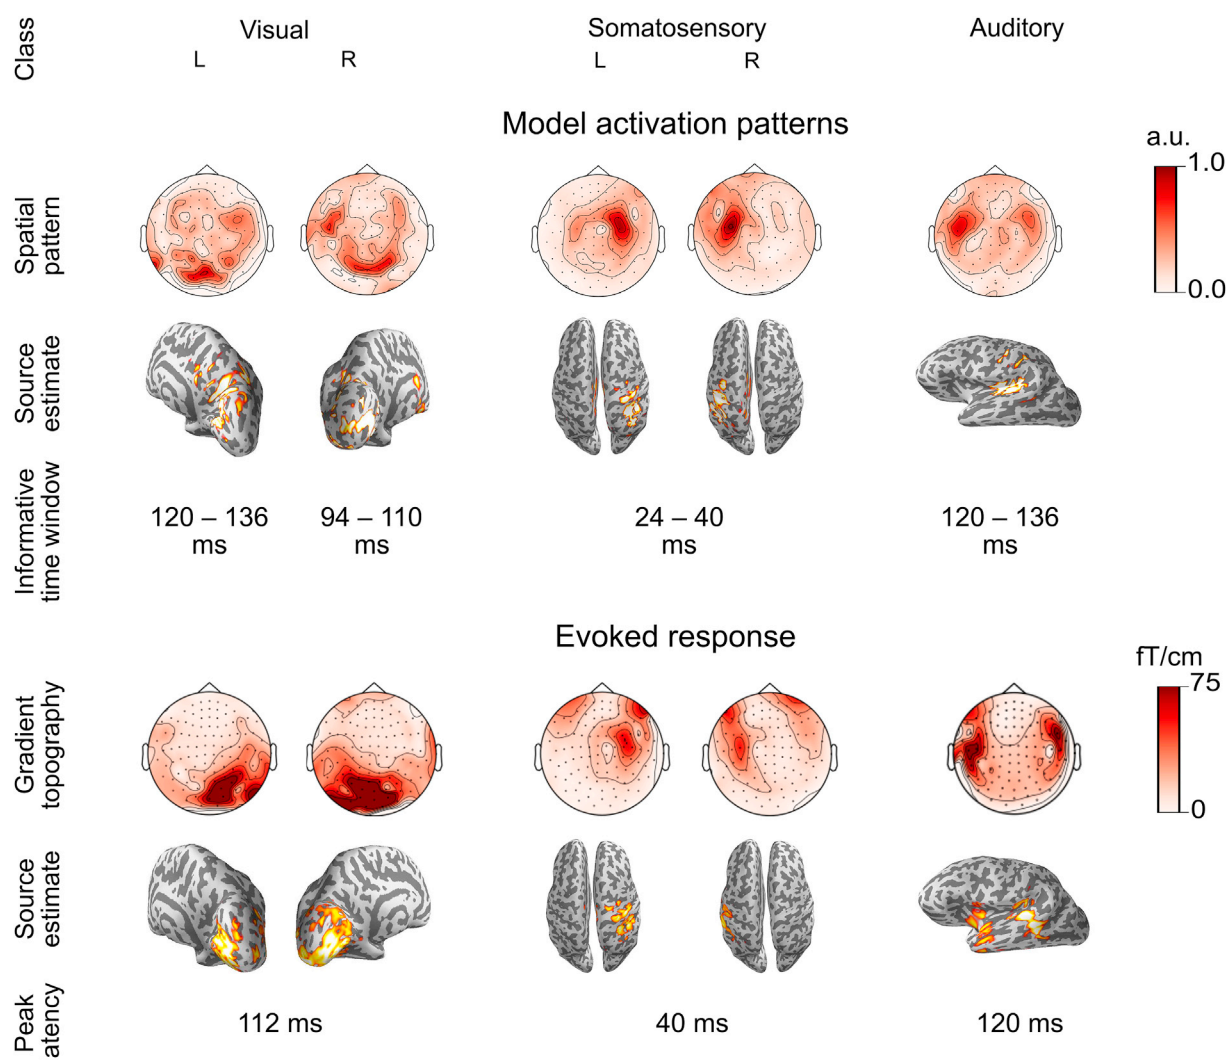 Class
Visual
L R
Somatosensory
L R
Auditory
Model activation patterns
a.u.
1.0
0.0
Spatial
pattern
Source
estimate
Informative
time window
120 – 136
ms
94 – 110
ms
24 – 40
ms
120 – 136
ms
Evoked response
fT/cm
75
0
Gradient
topography
Source
estimate
Peak
atency
112 ms
40 ms
120 ms